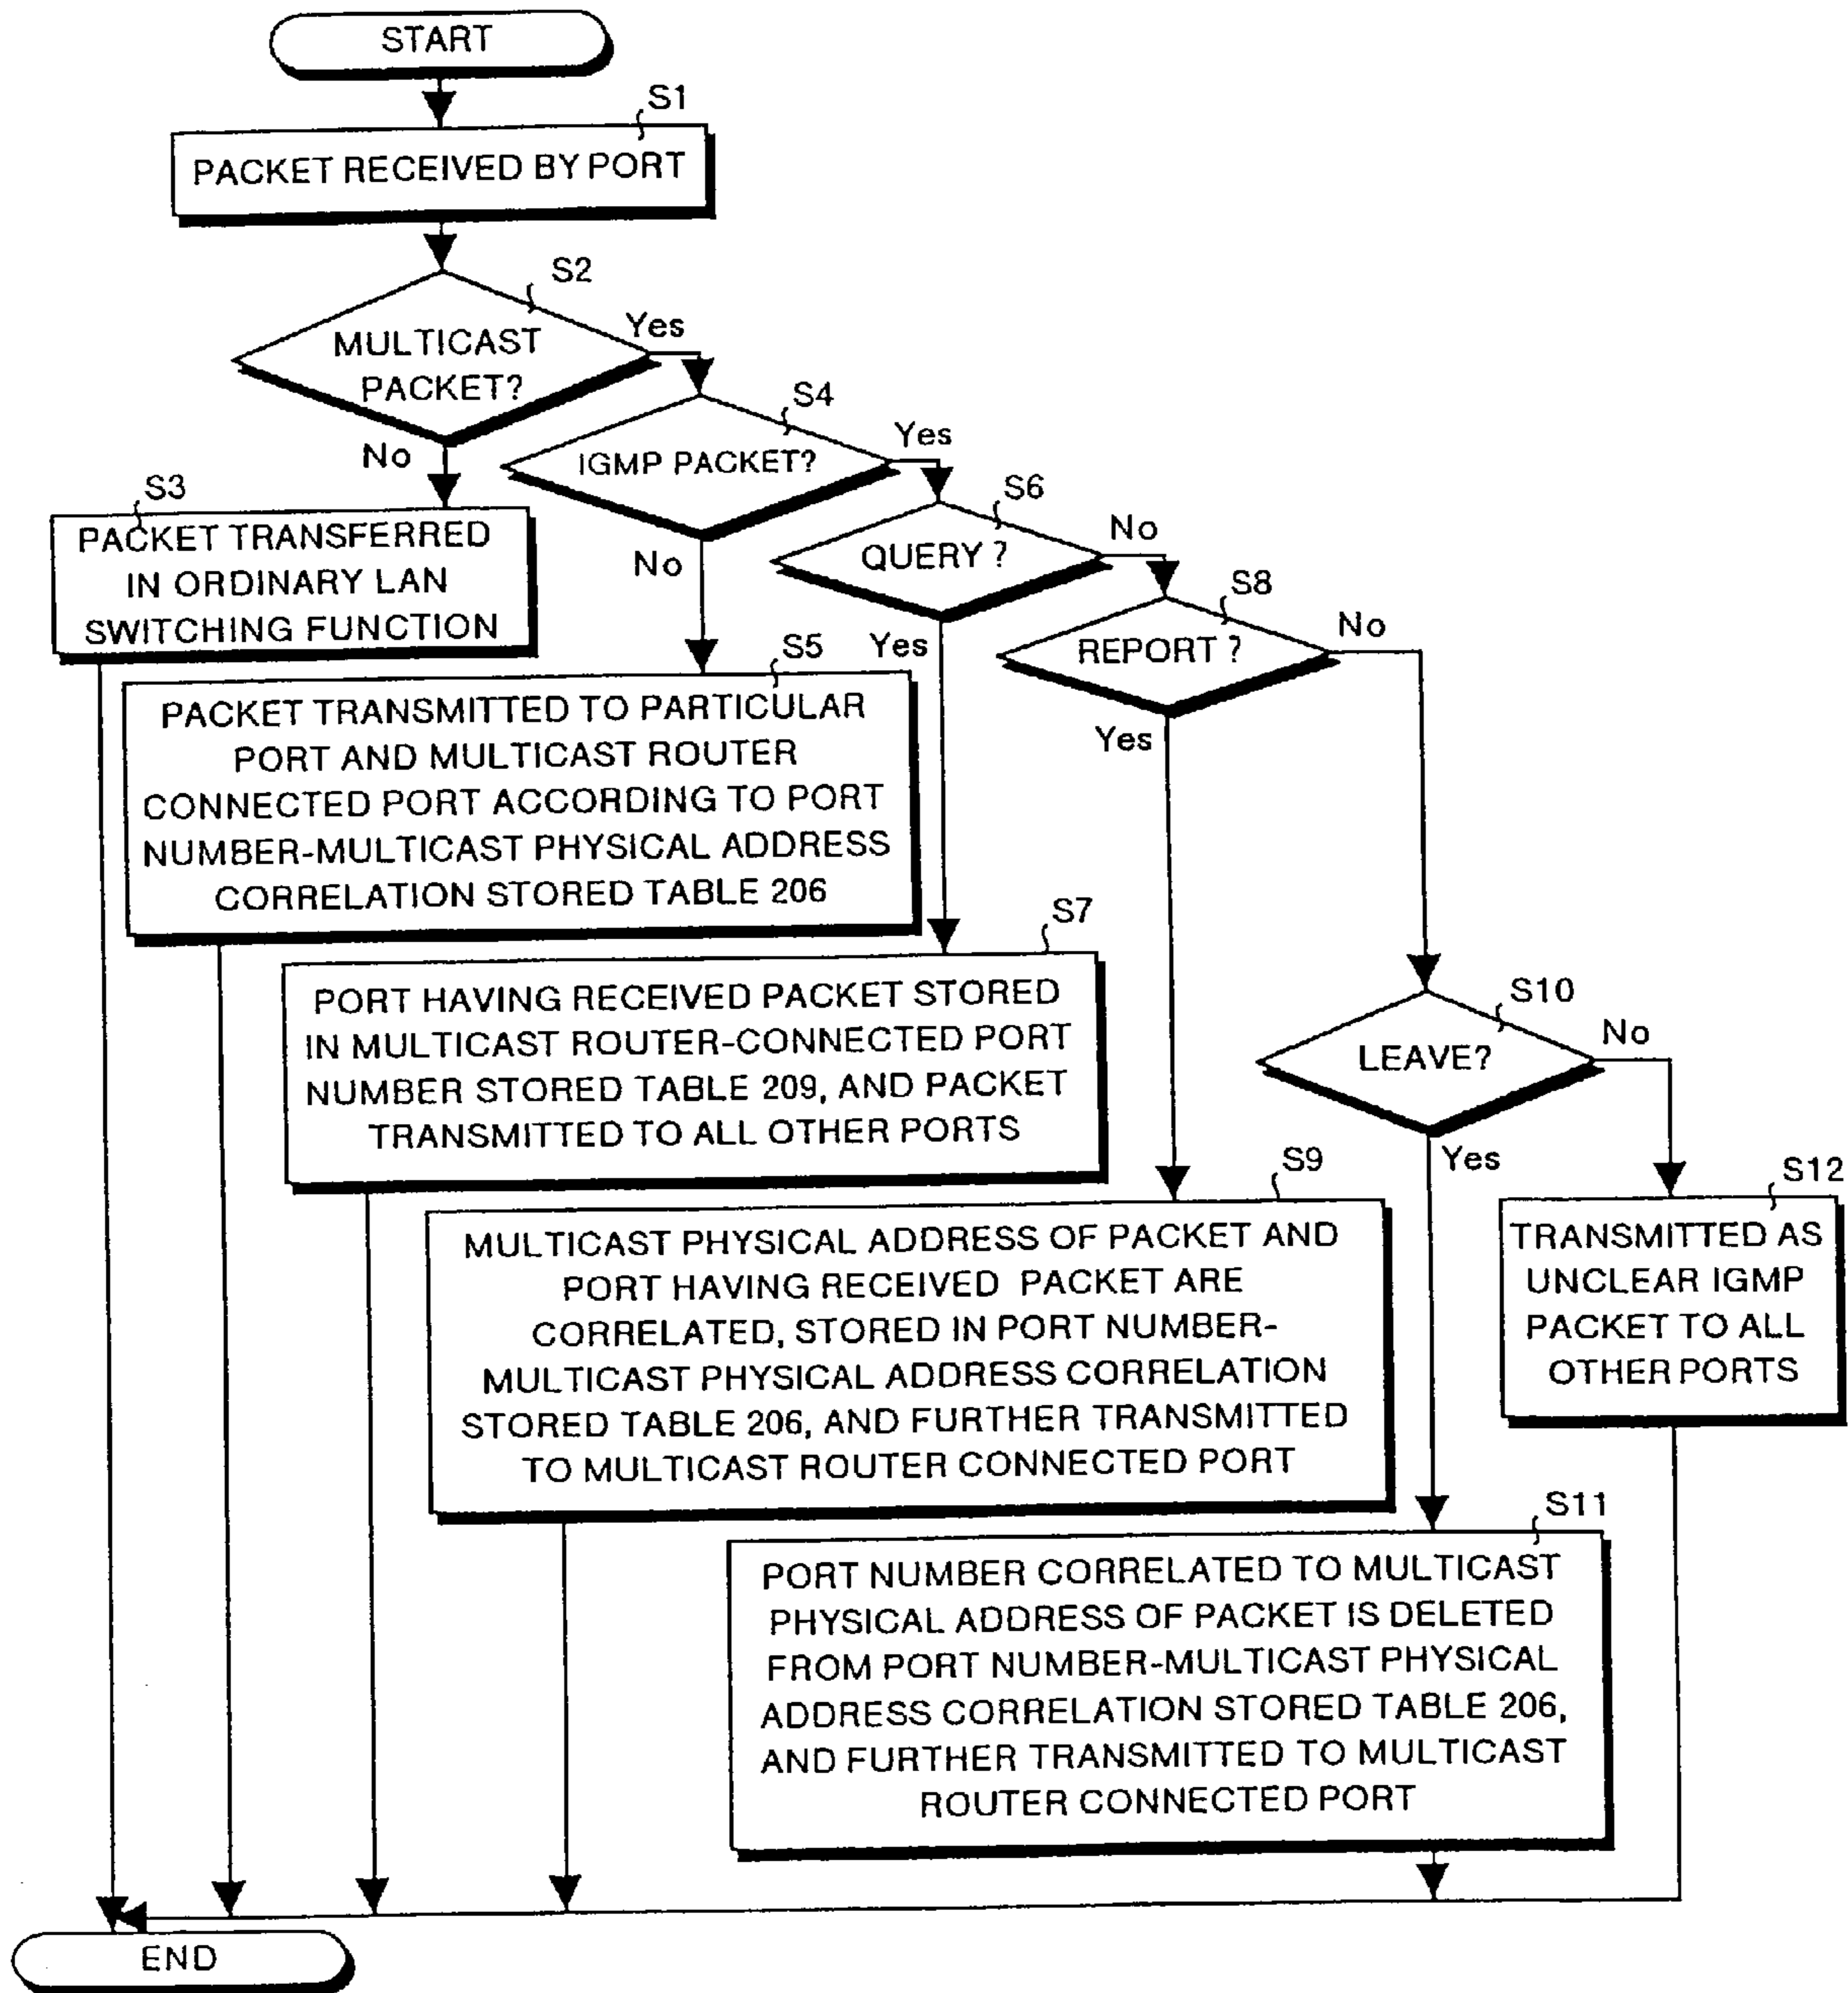 START
S1
PACKET RECEIVED BY PORT
S2
MULTICAST
PACKET?
Yes
No
S3
PACKET TRANSFERRED
IN ORDINARY LAN
SWITCHING FUNCTION
S4
IGMP PACKET?
Yes
No
S5
PACKET TRANSMITTED TO PARTICULAR
PORT AND MULTICAST ROUTER
CONNECTED PORT ACCORDING TO PORT
NUMBER-MULTICAST PHYSICAL ADDRESS
CORRELATION STORED TABLE 206
S6
QUERY ?
No
Yes
S7
PORT HAVING RECEIVED PACKET STORED
IN MULTICAST ROUTER-CONNECTED PORT
NUMBER STORED TABLE 209, AND PACKET
TRANSMITTED TO ALL OTHER PORTS
S8
REPORT ?
No
Yes
S9
MULTICAST PHYSICAL ADDRESS OF PACKET AND
PORT HAVING RECEIVED PACKET ARE
CORRELATED, STORED IN PORT NUMBER-
MULTICAST PHYSICAL ADDRESS CORRELATION
STORED TABLE 206, AND FURTHER TRANSMITTED
TO MULTICAST ROUTER CONNECTED PORT
S10
LEAVE?
No
Yes
S11
PORT NUMBER CORRELATED TO MULTICAST
PHYSICAL ADDRESS OF PACKET IS DELETED
FROM PORT NUMBER-MULTICAST PHYSICAL
ADDRESS CORRELATION STORED TABLE 206,
AND FURTHER TRANSMITTED TO MULTICAST
ROUTER CONNECTED PORT
S12
TRANSMITTED AS
UNCLEAR IGMP
PACKET TO ALL
OTHER PORTS
END